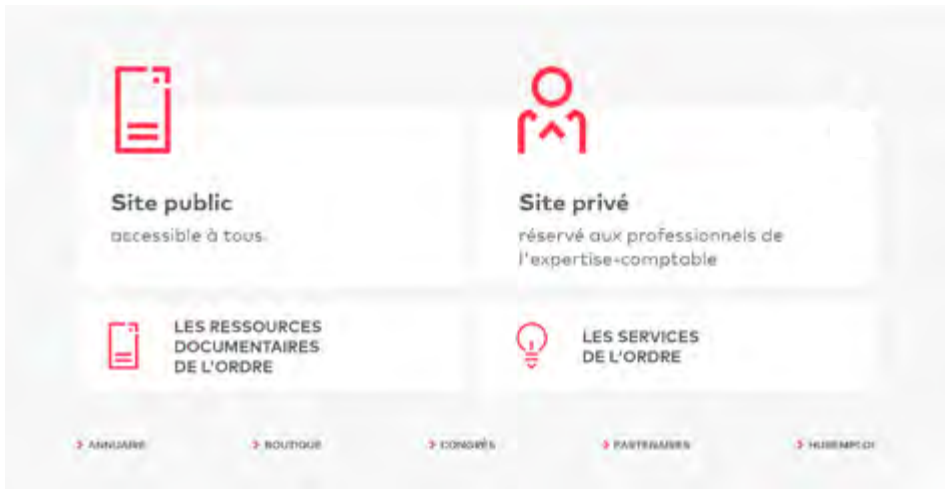 Site public
accessible à tous.
Site privé
réservé aux professionnels de
l'expertise-comptable
LES RESSOURCES
DOCUMENTAIRES
DE L'ORDRE
LES SERVICES
DE L'ORDRE
> ANNUAIRE
> BOUTIQUE
> CONGRÈS
> PARTENAIRES
> HUBEMPLOI